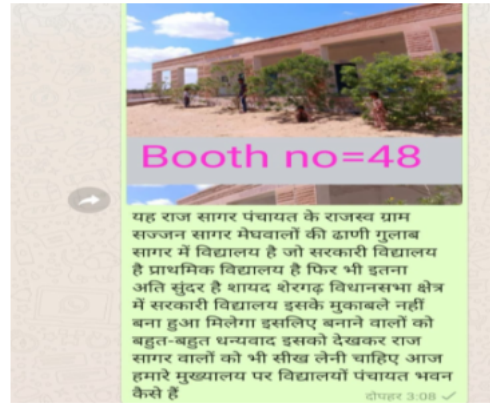 Booth no=48
यह राज सागर पंचायत के राजस्व ग्राम
सज्जन सागर मेघवालों की ढाणी गुलाब
सागर में विद्यालय है जो सरकारी विद्यालय
है प्राथमिक विद्यालय है फिर भी इतना
अति सुंदर है शायद शेरगढ़ विधानसभा क्षेत्र
में सरकारी विद्यालय इसके मुकाबले नहीं
बना हुआ मिलेगा इसलिए बनाने वालों को
बहुत-बहुत धन्यवाद इसको देखकर राज
सागर वालों को भी सीख लेनी चाहिए आज
हमारे मुख्यालय पर विद्यालयों पंचायत भवन
कैसे हैं
दोपहर 3:08